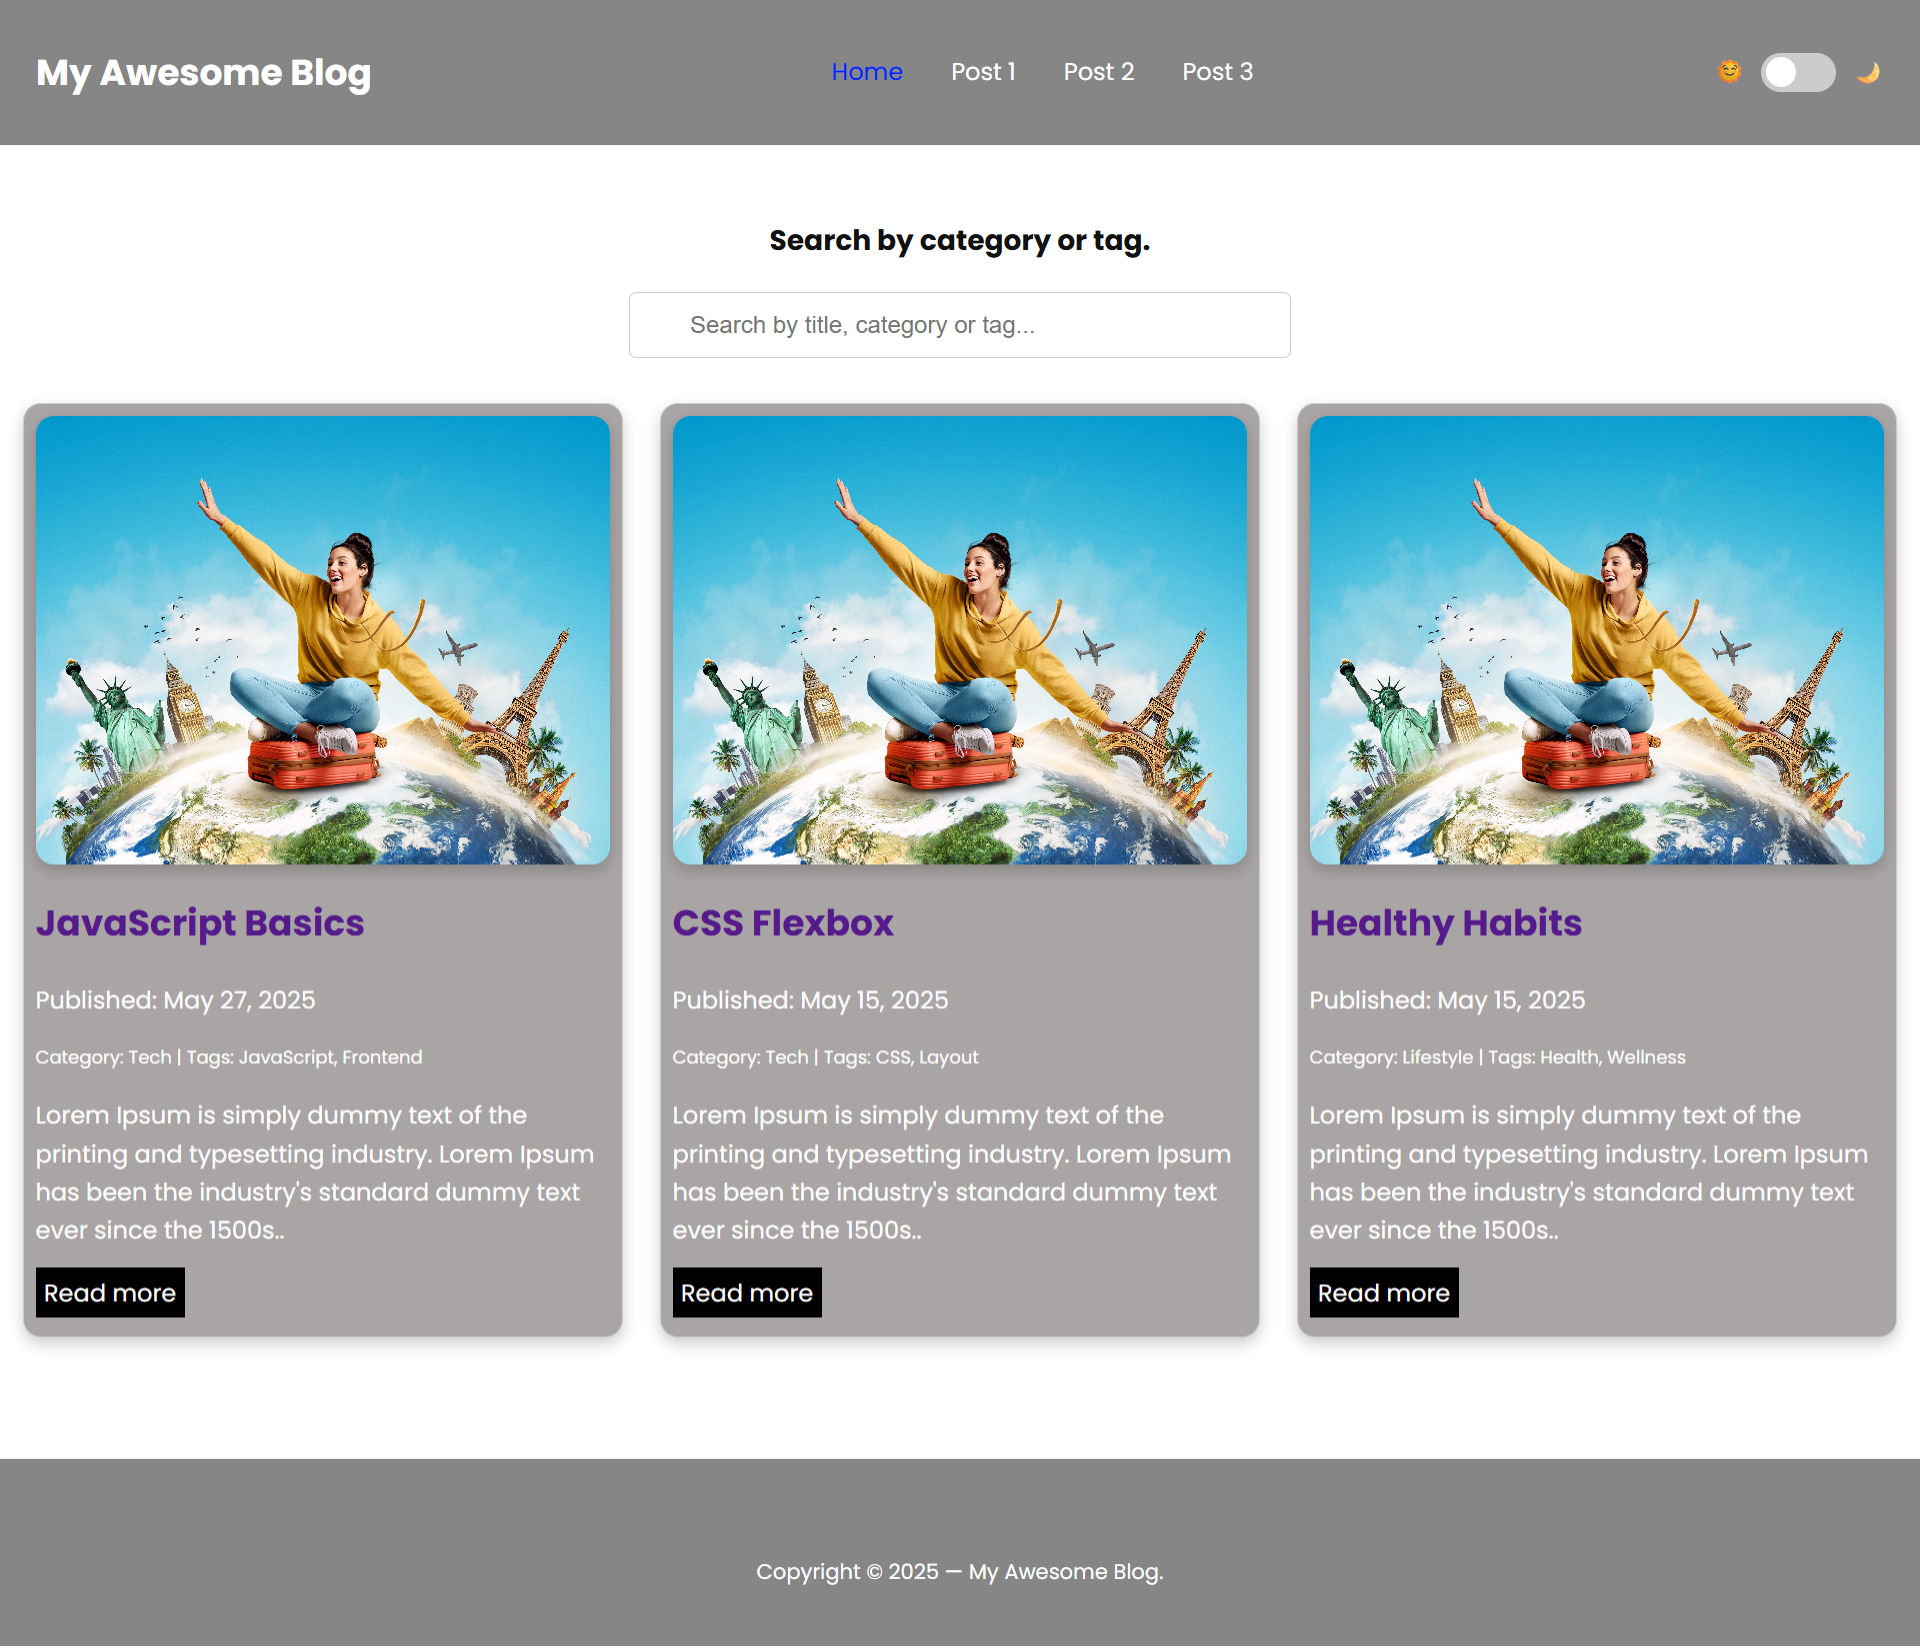 My Awesome Blog
Home Post 1 Post 2 Post 3
Search by category or tag.
Search by title, category or tag...
JavaScript Basics
Published: May 27, 2025
Category: Tech | Tags: JavaScript, Frontend
Lorem Ipsum is simply dummy text of the
printing and typesetting industry. Lorem Ipsum
has been the industry's standard dummy text
ever since the 1500s..
Read more
CSS Flexbox
Published: May 15, 2025
Category: Tech | Tags: CSS, Layout
Lorem Ipsum is simply dummy text of the
printing and typesetting industry. Lorem Ipsum
has been the industry's standard dummy text
ever since the 1500s..
Read more
Healthy Habits
Published: May 15, 2025
Category: Lifestyle | Tags: Health, Wellness
Lorem Ipsum is simply dummy text of the
printing and typesetting industry. Lorem Ipsum
has been the industry's standard dummy text
ever since the 1500s..
Read more
Copyright © 2025 — My Awesome Blog.